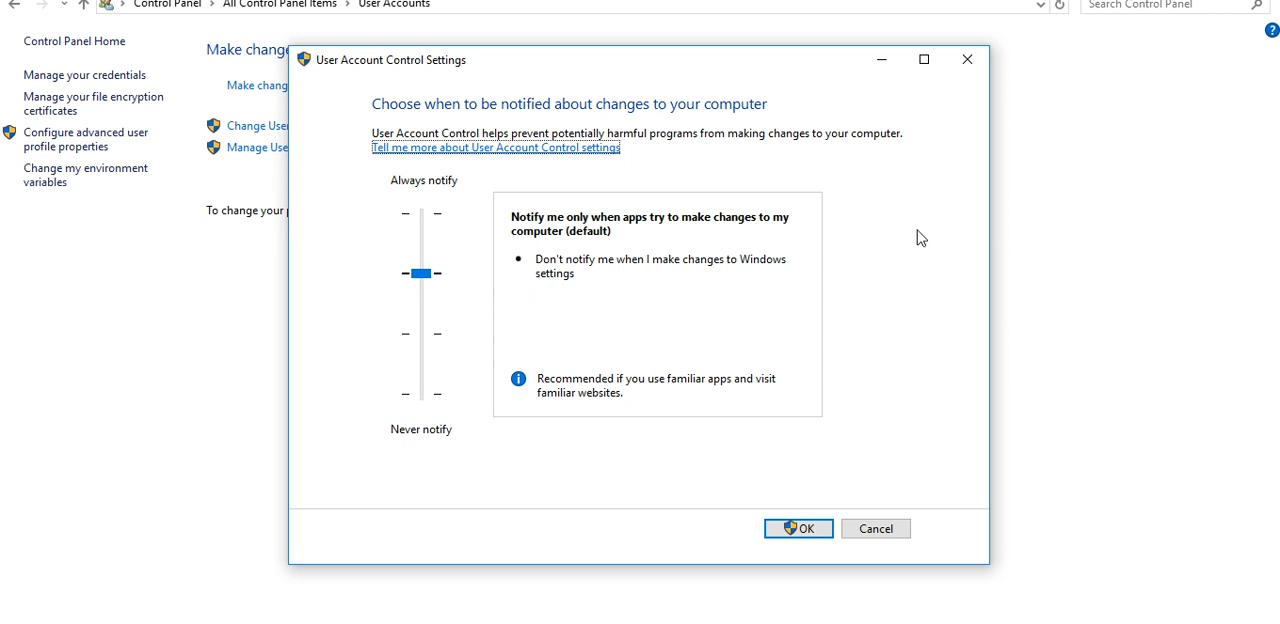 Control Panel > All Control Panel Items > User Accounts
Search Control Panel
Control Panel Home
Manage your credentials
Manage your file encryption
certificates
Configure advanced user
profile properties
Change my environment
variables
Make change
Make chang
Change User
Manage Use
To change your
User Account Control Settings
Choose when to be notified about changes to your computer
User Account Control helps prevent potentially harmful programs from making changes to your computer.
Tell me more about User Account Control settings
Always notify
Notify me only when apps try to make changes to my
computer (default)
• Don't notify me when I make changes to Windows
settings
Recommended if you use familiar apps and visit
familiar websites.
Never notify
OK
Cancel